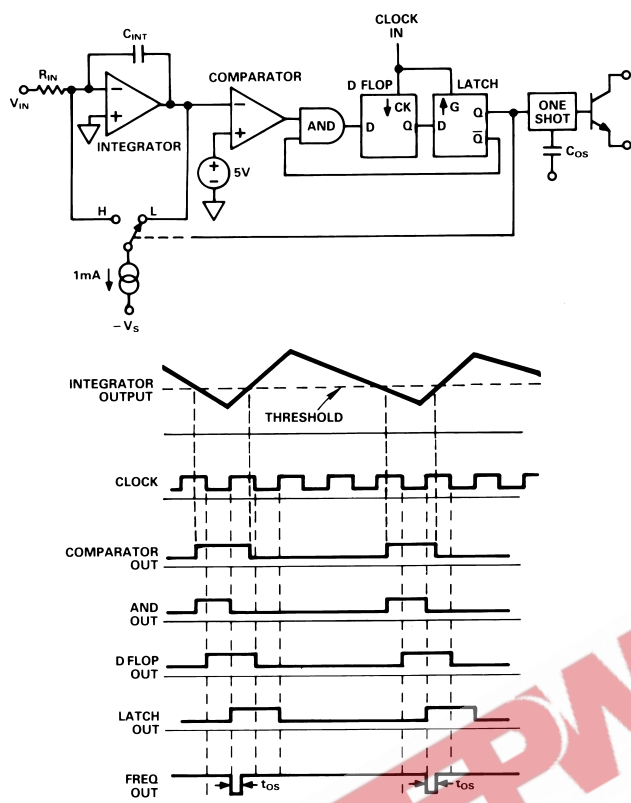 CLOCK
IN
C_INT
R_IN
V_IN
COMPARATOR
INTEGRATOR
−
+
−
+
AND
D FLOP
↓ CK
D
Q
LATCH
↑ G
D
Q
Q̅
ONE
SHOT
C_OS
+
−
5V
H
L
1mA
−V_S
INTEGRATOR
OUTPUT
THRESHOLD
CLOCK
COMPARATOR
OUT
AND
OUT
D FLOP
OUT
LATCH
OUT
FREQ
OUT
t_OS
t_OS
EPW